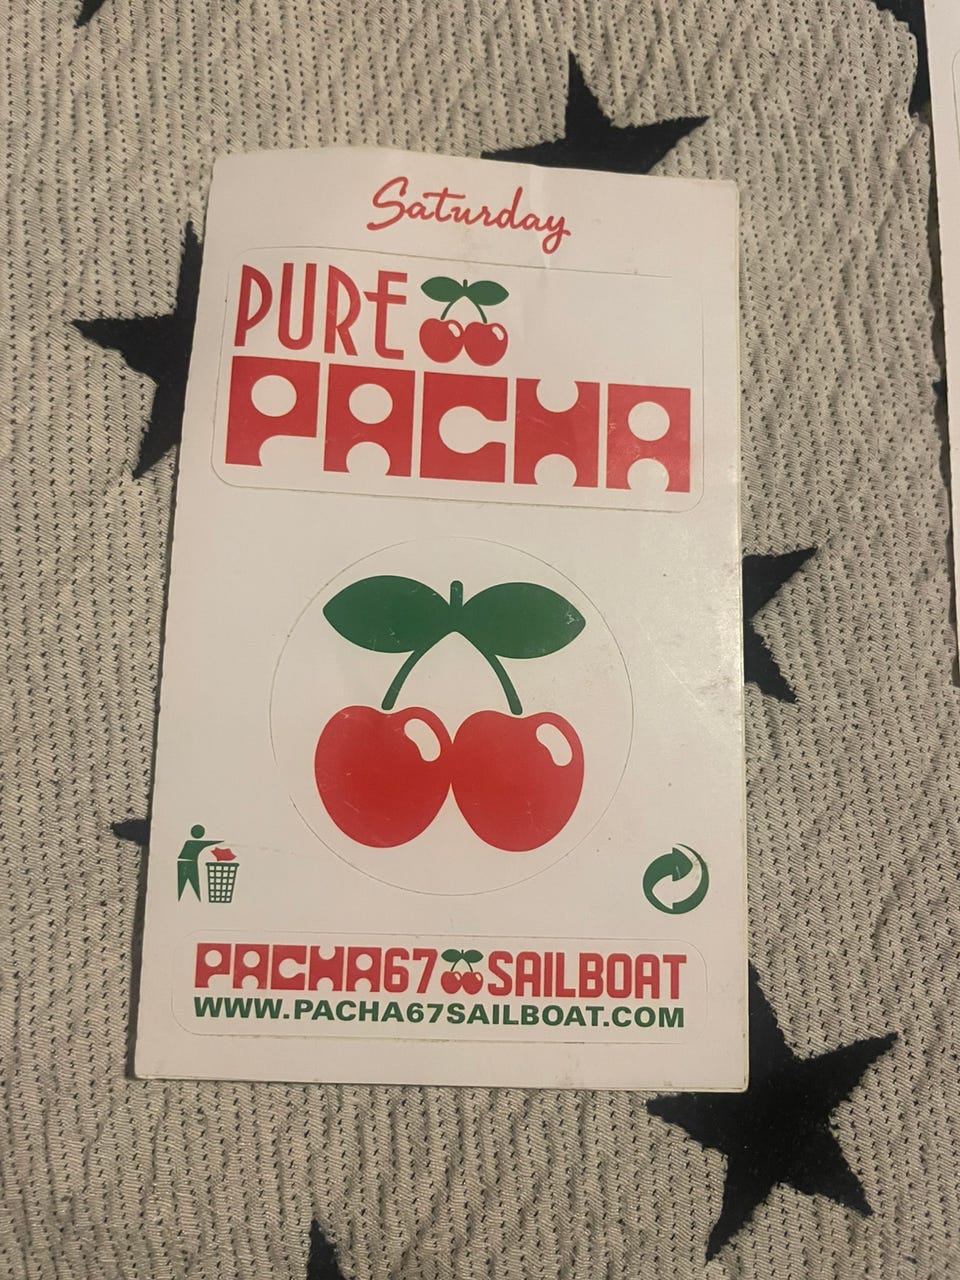 Saturday
PURE
PACHA
PACHA67 SAILBOAT
WWW.PACHA67SAILBOAT.COM